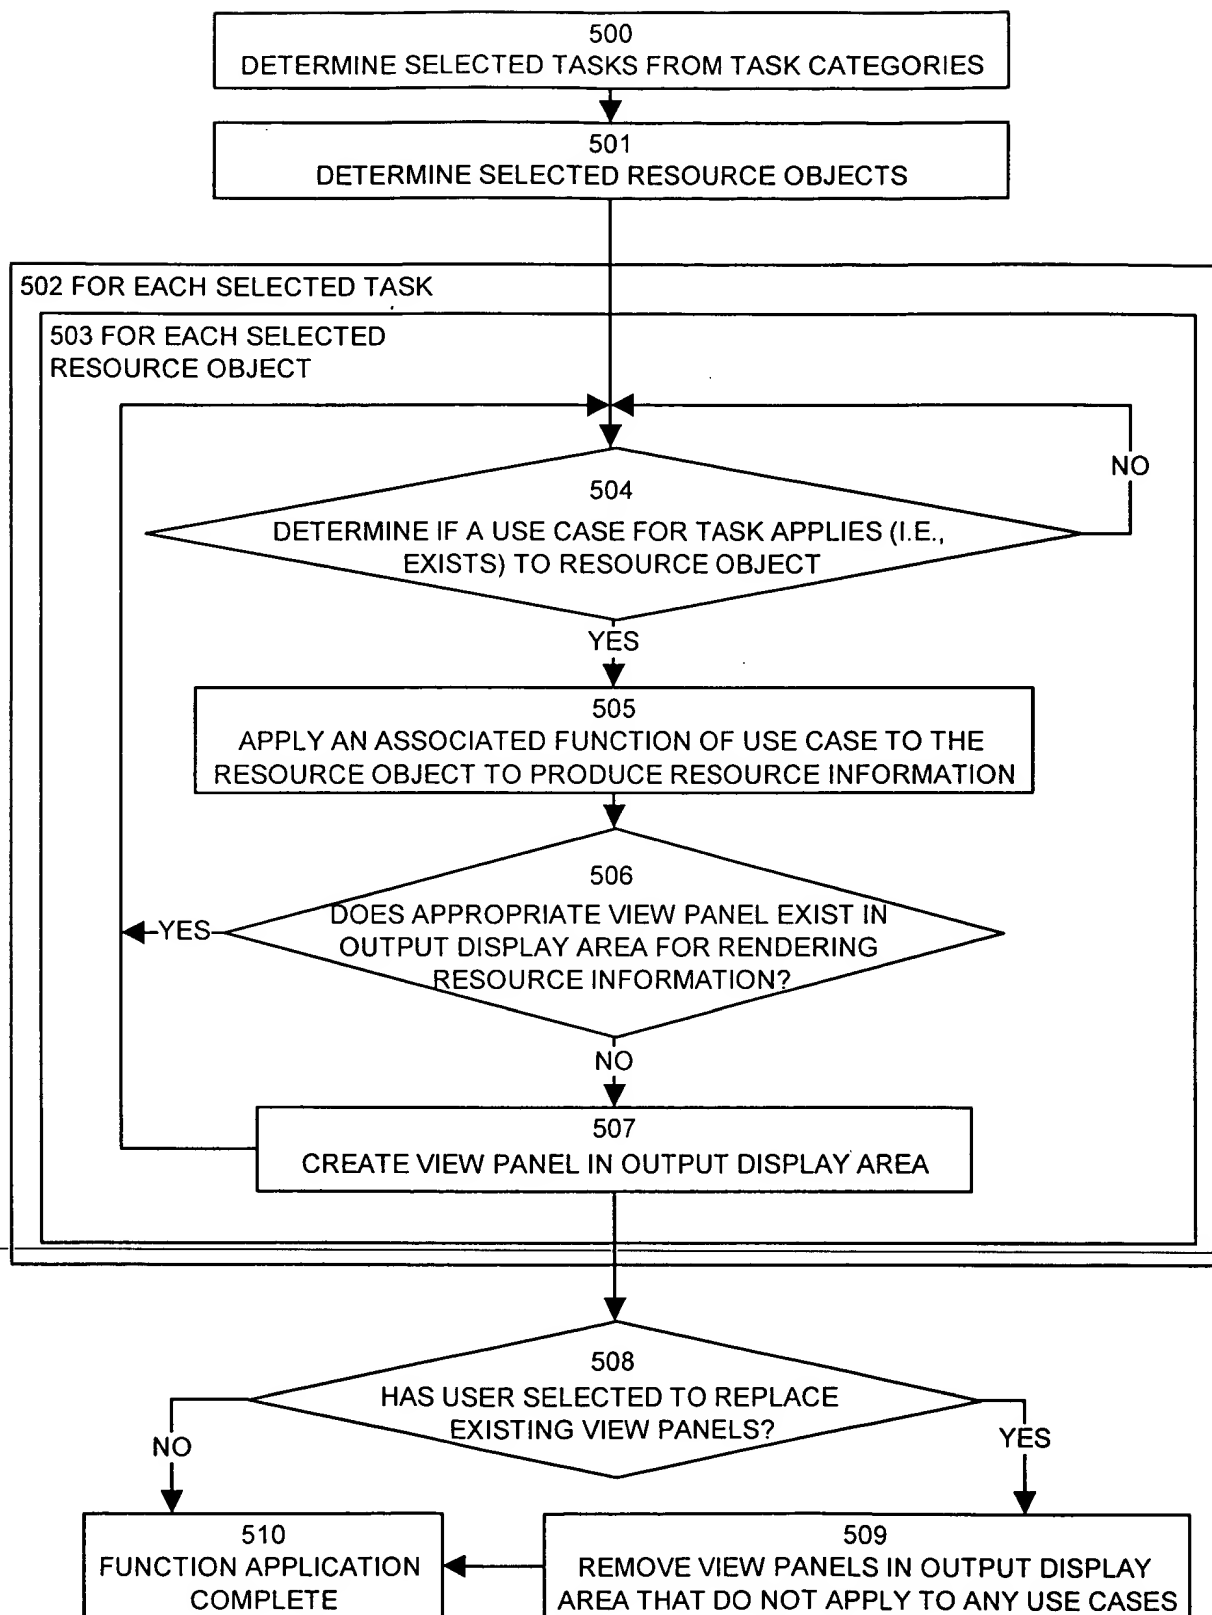 500
DETERMINE SELECTED TASKS FROM TASK CATEGORIES
501
DETERMINE SELECTED RESOURCE OBJECTS
502 FOR EACH SELECTED TASK
503 FOR EACH SELECTED
RESOURCE OBJECT
NO
504
DETERMINE IF A USE CASE FOR TASK APPLIES (I.E.,
EXISTS) TO RESOURCE OBJECT
YES
505
APPLY AN ASSOCIATED FUNCTION OF USE CASE TO THE
RESOURCE OBJECT TO PRODUCE RESOURCE INFORMATION
506
DOES APPROPRIATE VIEW PANEL EXIST IN
OUTPUT DISPLAY AREA FOR RENDERING
RESOURCE INFORMATION?
YES
NO
507
CREATE VIEW PANEL IN OUTPUT DISPLAY AREA
508
HAS USER SELECTED TO REPLACE
EXISTING VIEW PANELS?
NO
YES
510
FUNCTION APPLICATION
COMPLETE
509
REMOVE VIEW PANELS IN OUTPUT DISPLAY
AREA THAT DO NOT APPLY TO ANY USE CASES